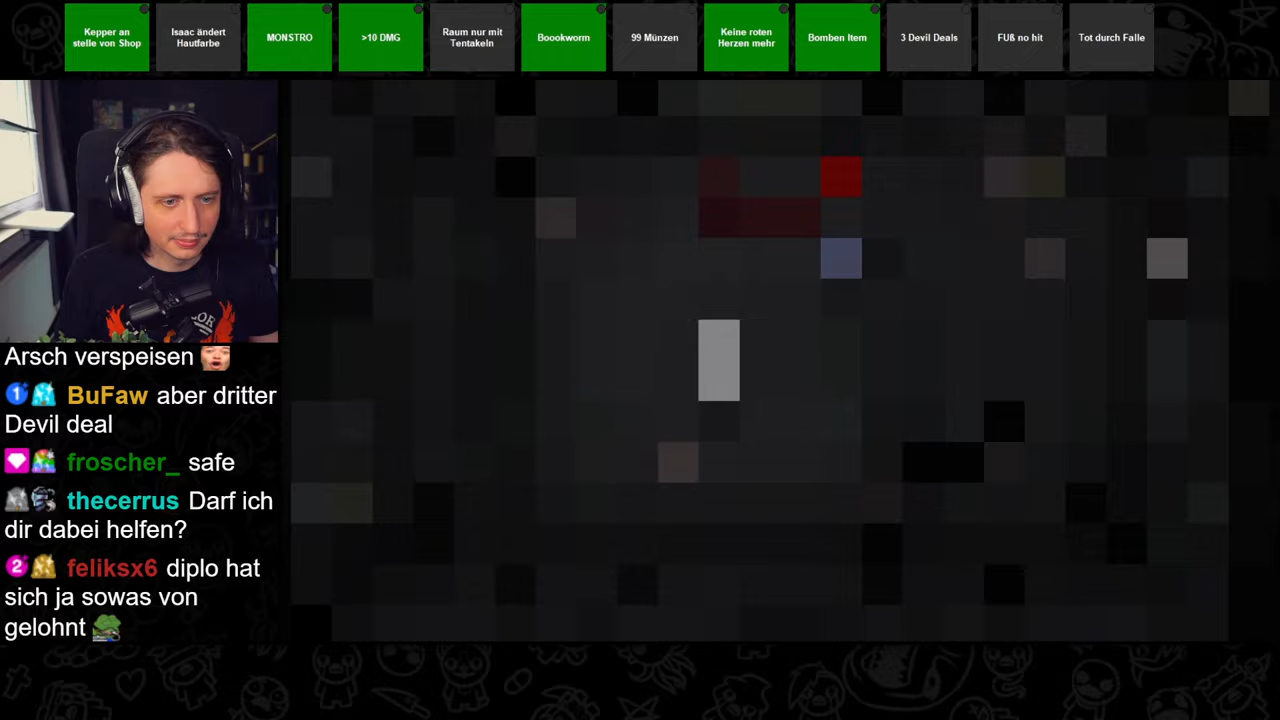 Kepper an
stelle von Shop
Isaac ändert
Hautfarbe
MONSTRO
>10 DMG
Raum nur mit
Tentakeln
Boookworm
99 Münzen
Keine roten
Herzen mehr
Bomben Item
3 Devil Deals
FUß no hit
Tot durch Falle
Arsch verspeisen
BuFaw aber dritter
Devil deal
froscher_ safe
thecerrus Darf ich
dir dabei helfen?
feliksx6 diplo hat
sich ja sowas von
gelohnt